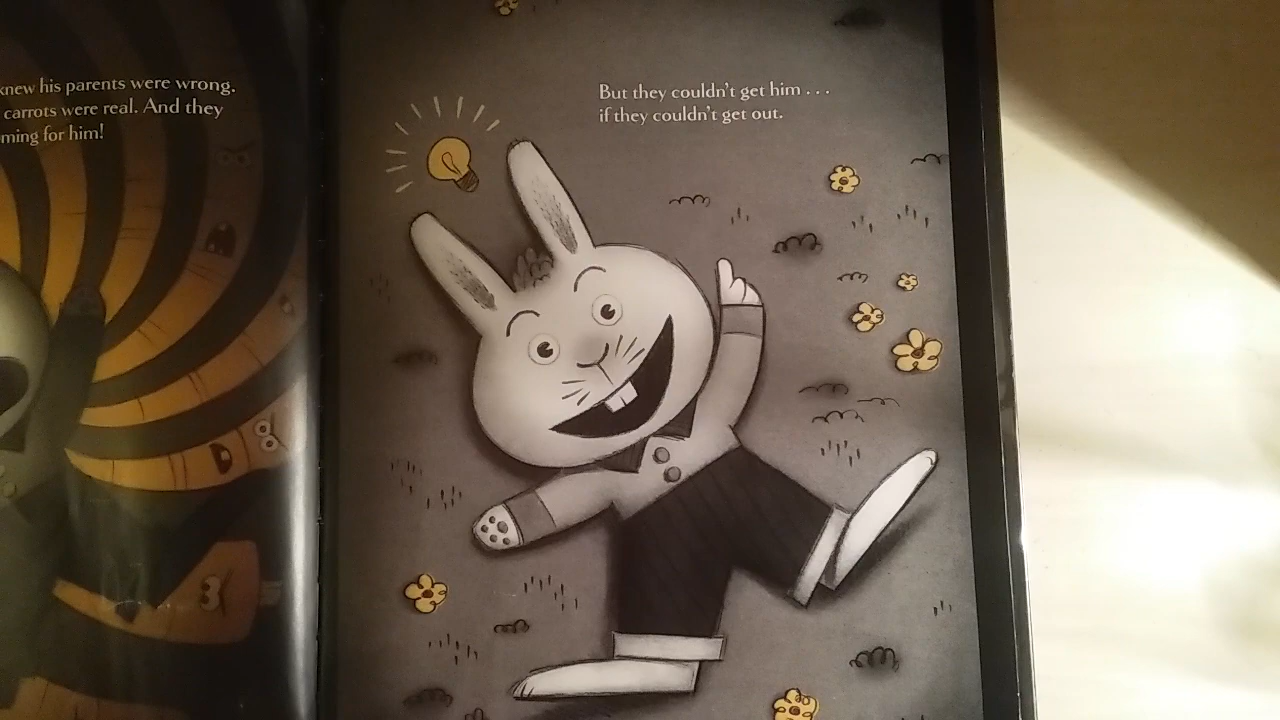 knew his parents were wrong.
carrots were real. And they
ming for him!
But they couldn't get him . . .
if they couldn't get out.